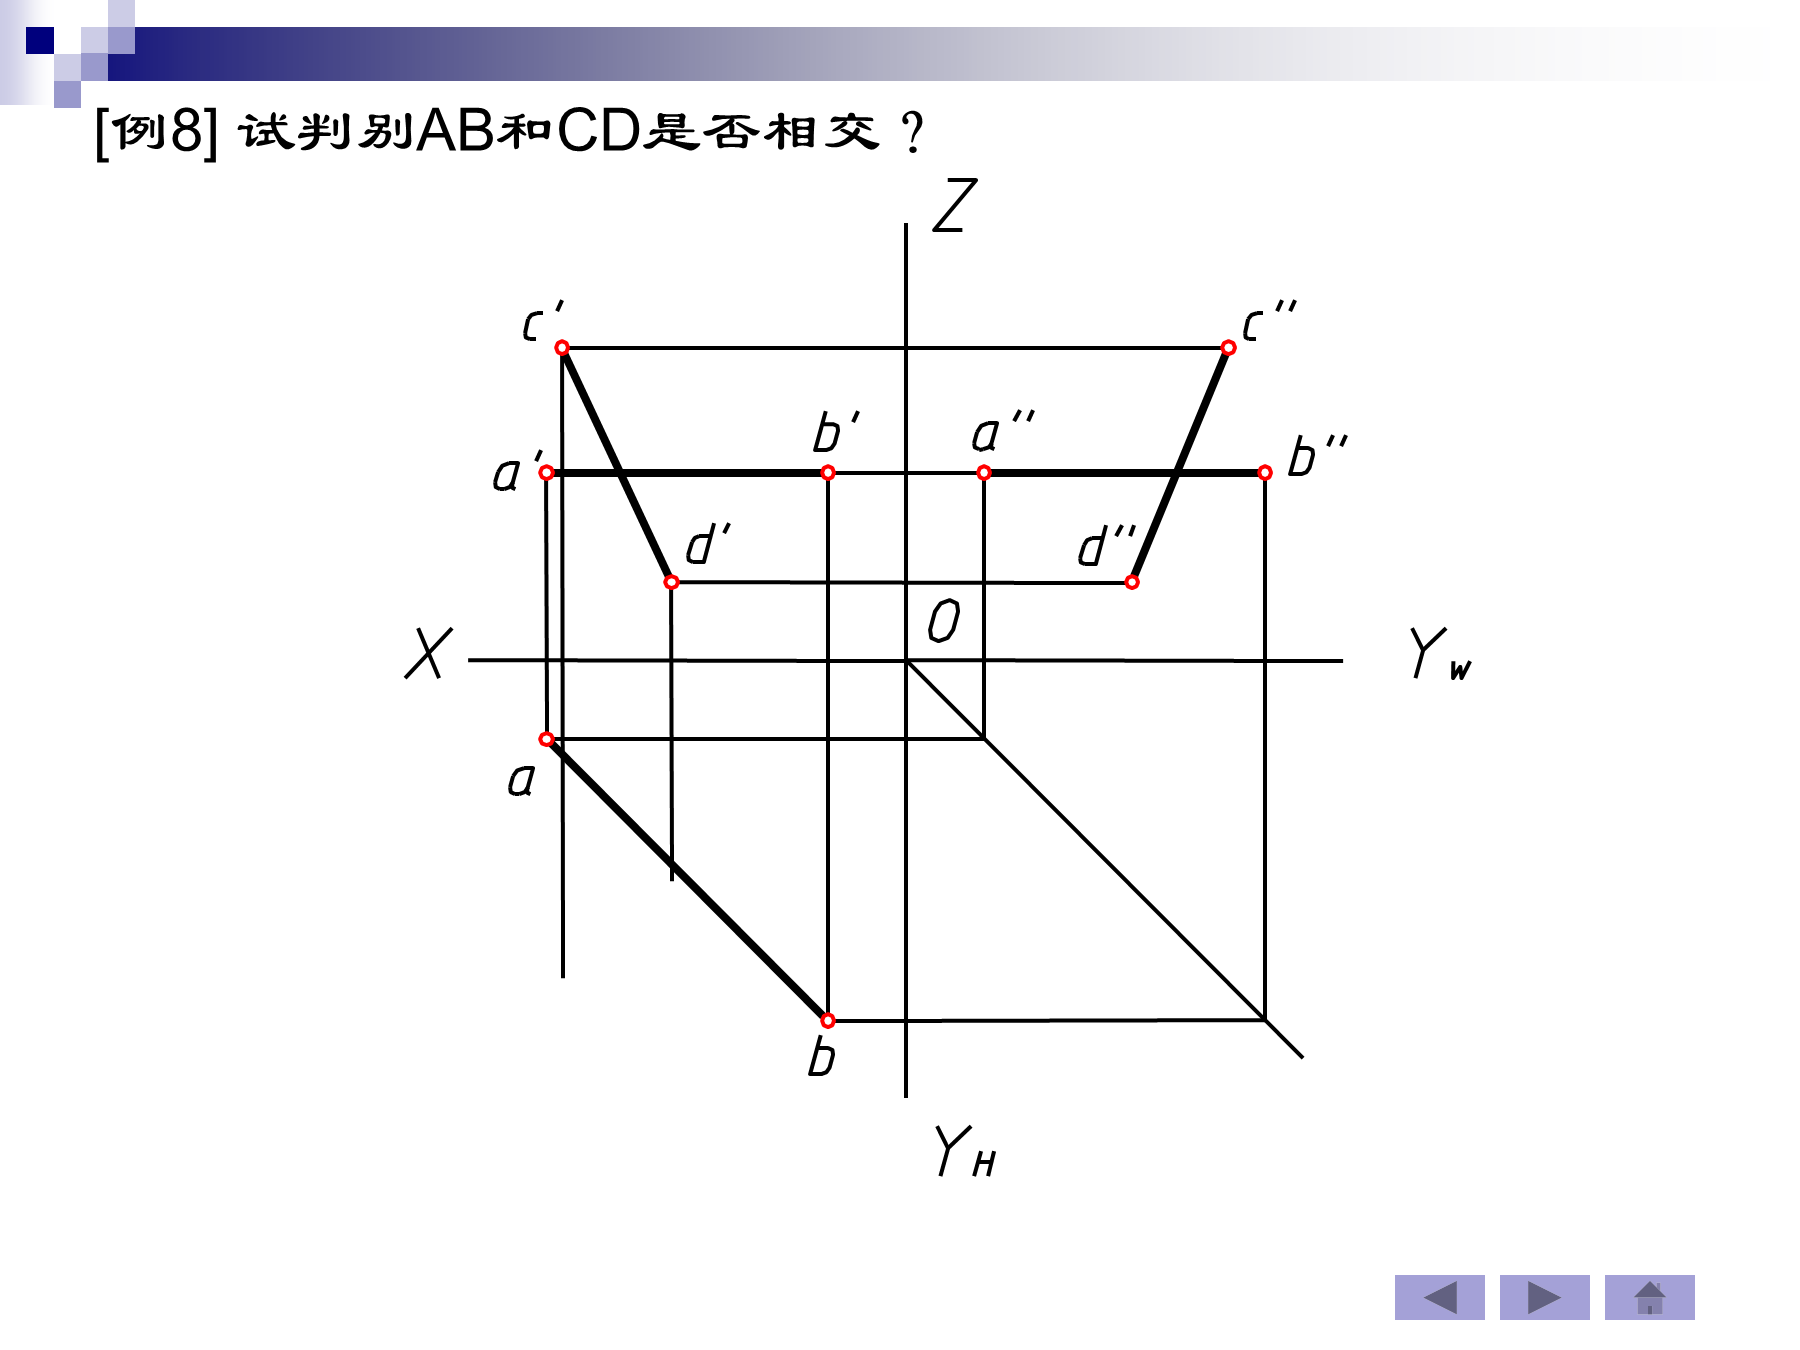 [例8] 试判别AB和CD是否相交？
Z
c′ c″
b′ a″
a′ b″
d′ d″
O
X Yw
a
b
YH